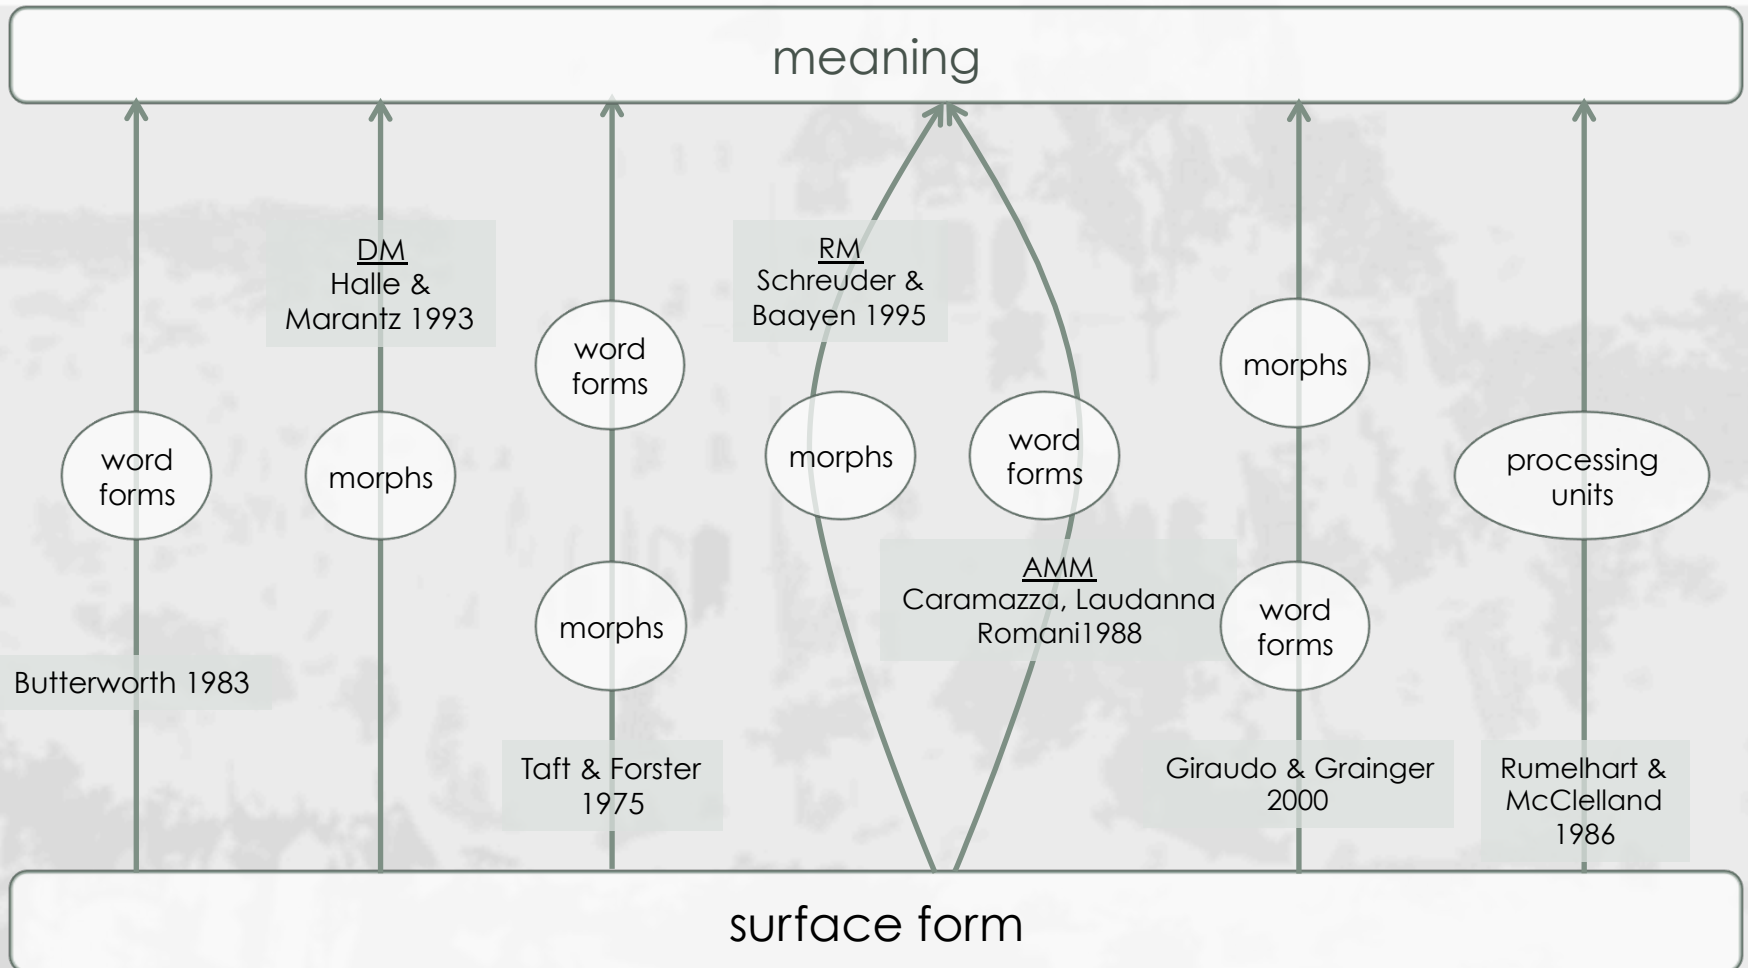 meaning
DM
Halle &
Marantz 1993
RM
Schreuder &
Baayen 1995
word
forms
morphs
word
forms
morphs
morphs
word
forms
morphs
word
forms
processing
units
AMM
Caramazza, Laudanna
Romani1988
Butterworth 1983
Taft & Forster
1975
Giraudo & Grainger
2000
Rumelhart &
McClelland
1986
surface form